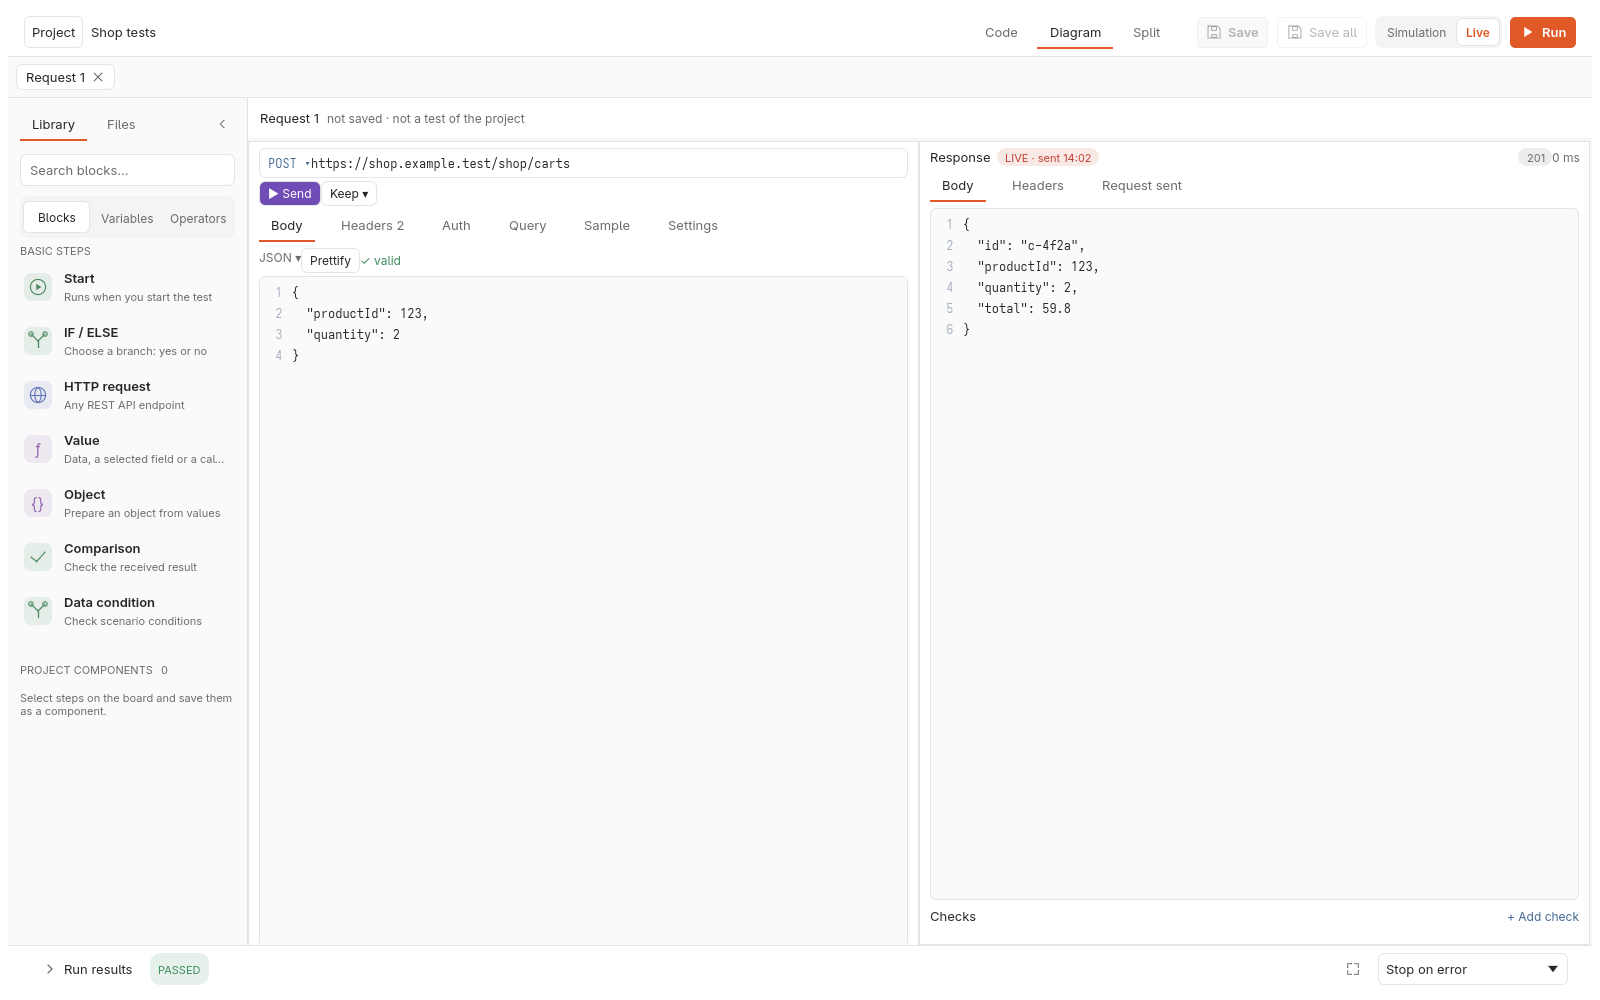 Project
Shop tests
Code
Diagram
Split
Save
Save all
Simulation
Live
Run
Request 1
Library
Files
Request 1 not saved · not a test of the project
Search blocks...
Blocks
Variables
Operators
BASIC STEPS
Start
Runs when you start the test
IF / ELSE
Choose a branch: yes or no
HTTP request
Any REST API endpoint
Value
Data, a selected field or a cal...
Object
Prepare an object from values
Comparison
Check the received result
Data condition
Check scenario conditions
PROJECT COMPONENTS 0
Select steps on the board and save them
as a component.
POST ▾ https://shop.example.test/shop/carts
Send
Keep ▾
Body
Headers 2
Auth
Query
Sample
Settings
JSON ▾
Prettify
✓ valid
1 {
2 "productId": 123,
3 "quantity": 2
4 }
Response
LIVE · sent 14:02
201
0 ms
Body
Headers
Request sent
1 {
2 "id": "c-4f2a",
3 "productId": 123,
4 "quantity": 2,
5 "total": 59.8
6 }
Checks
+ Add check
Run results
PASSED
Stop on error